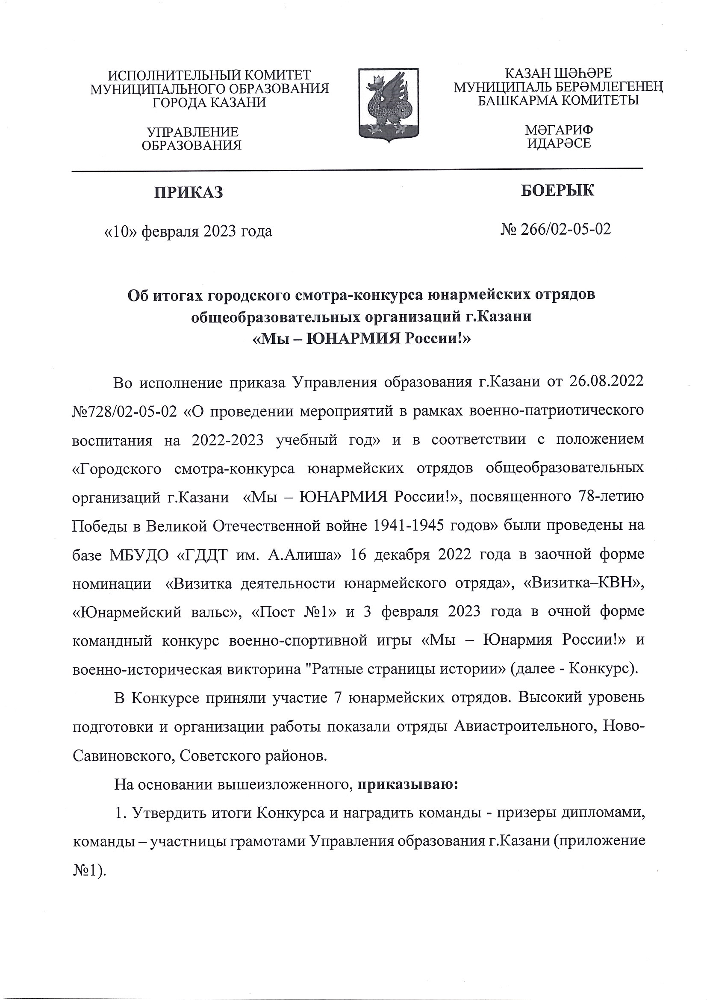 ИСПОЛНИТЕЛЬНЫЙ КОМИТЕТ
МУНИЦИПАЛЬНОГО ОБРАЗОВАНИЯ
ГОРОДА КАЗАНИ
УПРАВЛЕНИЕ
ОБРАЗОВАНИЯ
КАЗАН ШӘҺӘРЕ
МУНИЦИПАЛЬ БЕРӘМЛЕГЕНЕҢ
БАШКАРМА КОМИТЕТЫ
МӘГАРИФ
ИДАРӘСЕ
ПРИКАЗ
БОЕРЫК
«10» февраля 2023 года
№ 266/02-05-02
Об итогах городского смотра-конкурса юнармейских отрядов
общеобразовательных организаций г.Казани
«Мы – ЮНАРМИЯ России!»
Во исполнение приказа Управления образования г.Казани от 26.08.2022
№728/02-05-02 «О проведении мероприятий в рамках военно-патриотического
воспитания на 2022-2023 учебный год» и в соответствии с положением
«Городского смотра-конкурса юнармейских отрядов общеобразовательных
организаций г.Казани «Мы – ЮНАРМИЯ России!», посвященного 78-летию
Победы в Великой Отечественной войне 1941-1945 годов» были проведены на
базе МБУДО «ГДДТ им. А.Алиша» 16 декабря 2022 года в заочной форме
номинации «Визитка деятельности юнармейского отряда», «Визитка–КВН»,
«Юнармейский вальс», «Пост №1» и 3 февраля 2023 года в очной форме
командный конкурс военно-спортивной игры «Мы – Юнармия России!» и
военно-историческая викторина "Ратные страницы истории» (далее - Конкурс).
В Конкурсе приняли участие 7 юнармейских отрядов. Высокий уровень
подготовки и организации работы показали отряды Авиастроительного, Ново-
Савиновского, Советского районов.
На основании вышеизложенного, приказываю:
1. Утвердить итоги Конкурса и наградить команды - призеры дипломами,
команды – участницы грамотами Управления образования г.Казани (приложение
№1).